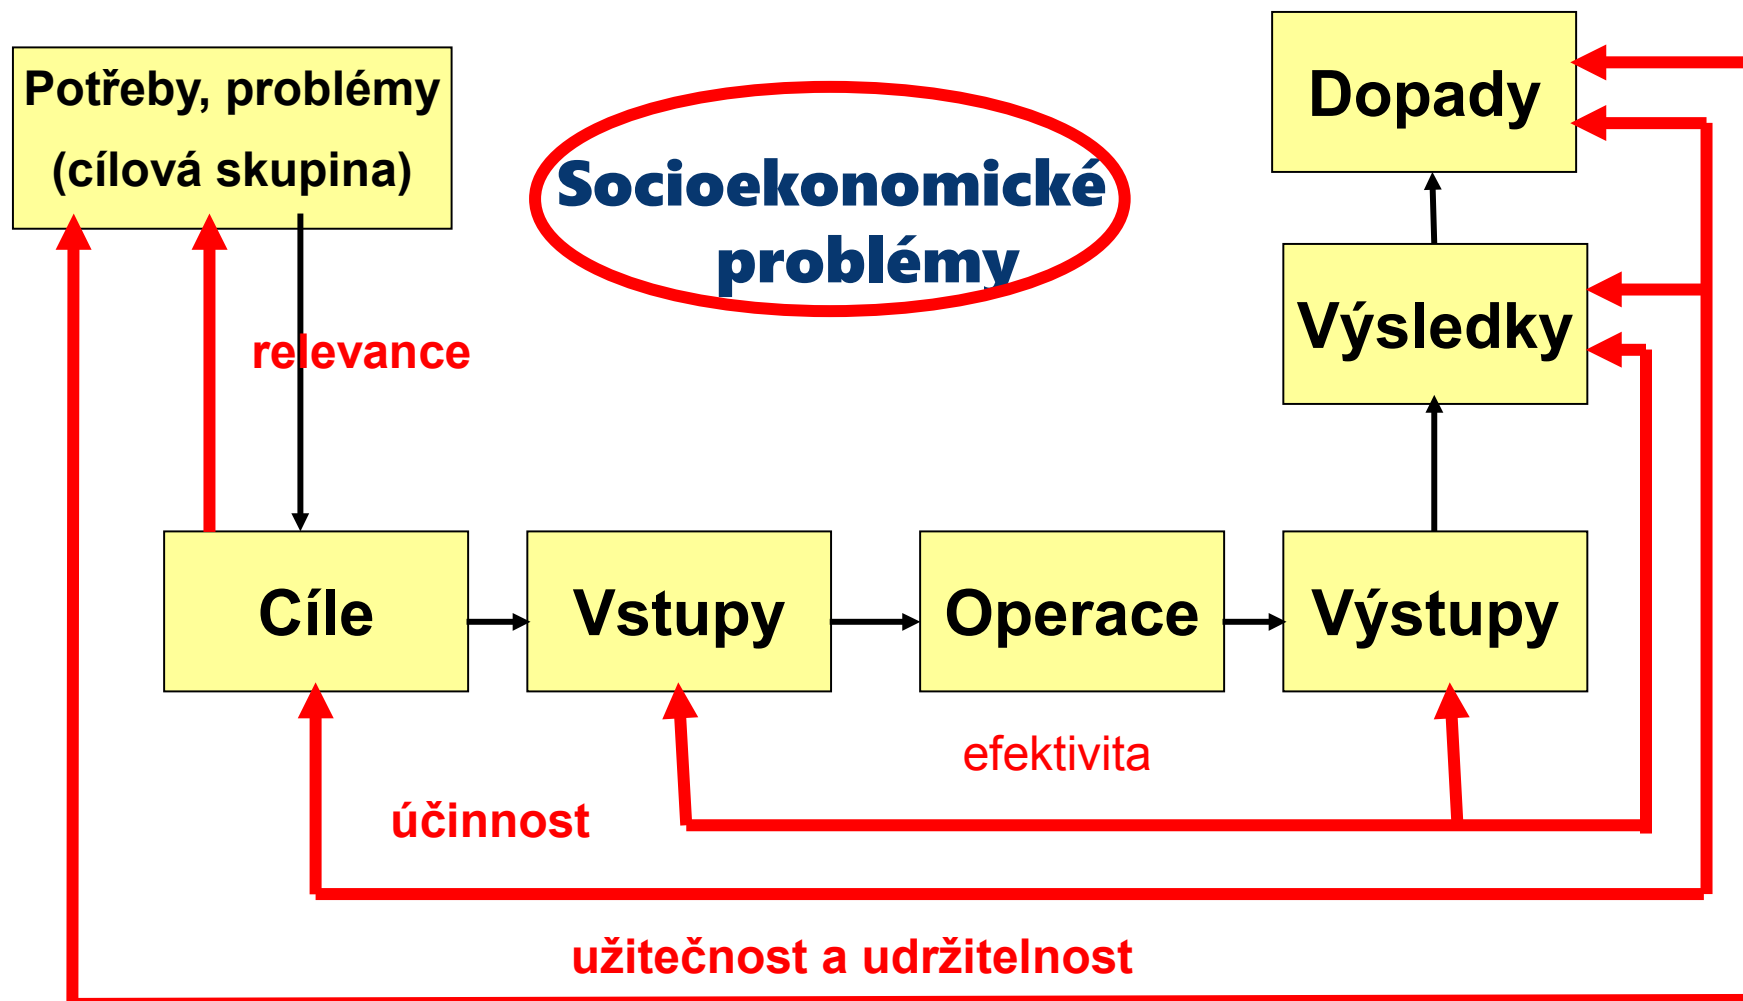 Potřeby, problémy
(cílová skupina)
Socioekonomické
problémy
Dopady
Výsledky
relevance
Cíle
Vstupy
Operace
Výstupy
efektivita
účinnost
užitečnost a udržitelnost